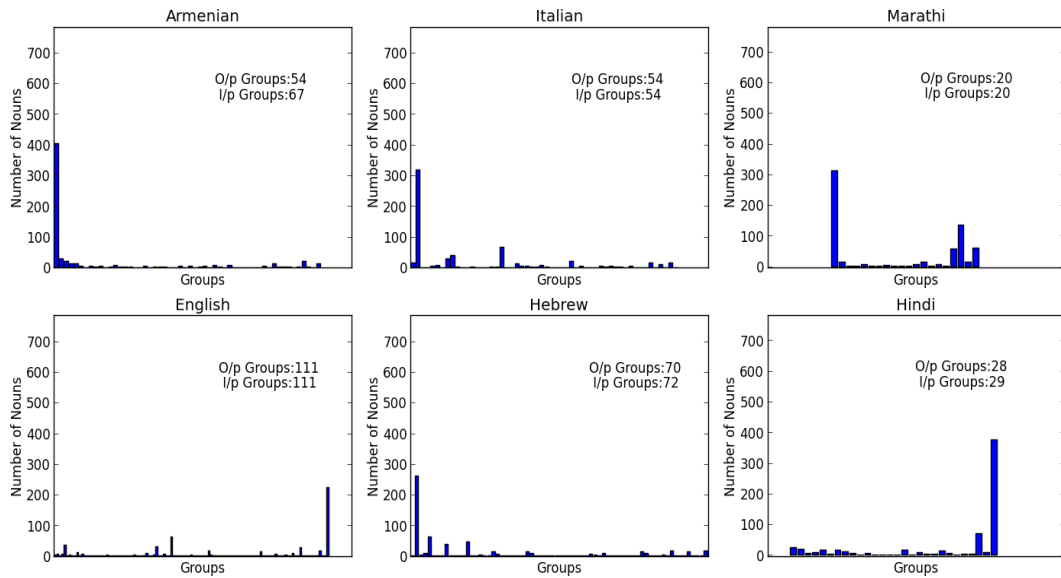 Armenian
700
600
500
400
300
200
100
0
Number of Nouns
O/p Groups:54
I/p Groups:67
Groups
Italian
700
600
500
400
300
200
100
0
Number of Nouns
O/p Groups:54
I/p Groups:54
Groups
Marathi
700
600
500
400
300
200
100
0
Number of Nouns
O/p Groups:20
I/p Groups:20
Groups
English
700
600
500
400
300
200
100
0
Number of Nouns
O/p Groups:111
I/p Groups:111
Groups
Hebrew
700
600
500
400
300
200
100
0
Number of Nouns
O/p Groups:70
I/p Groups:72
Groups
Hindi
700
600
500
400
300
200
100
0
Number of Nouns
O/p Groups:28
I/p Groups:29
Groups